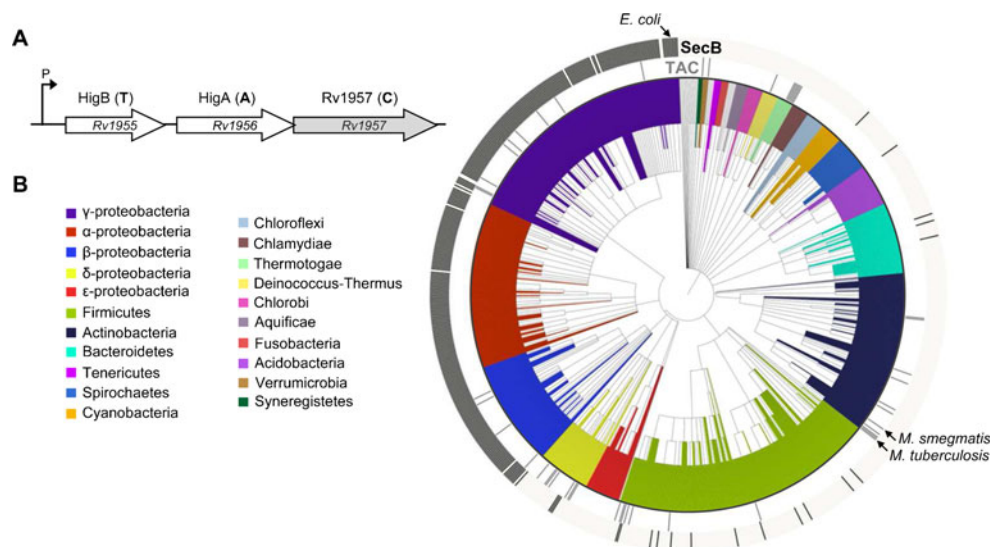 A
P
HigB (T)
HigA (A)
Rv1957 (C)
Rv1955
Rv1956
Rv1957
B
γ-proteobacteria
α-proteobacteria
β-proteobacteria
δ-proteobacteria
ε-proteobacteria
Firmicutes
Actinobacteria
Bacteroidetes
Tenericutes
Spirochaetes
Cyanobacteria
Chloroflexi
Chlamydiae
Thermotogae
Deinococcus-Thermus
Chlorobi
Aquificae
Fusobacteria
Acidobacteria
Verrumicrobia
Syneregistetes
E. coli
SecB
TAC
M. smegmatis
M. tuberculosis